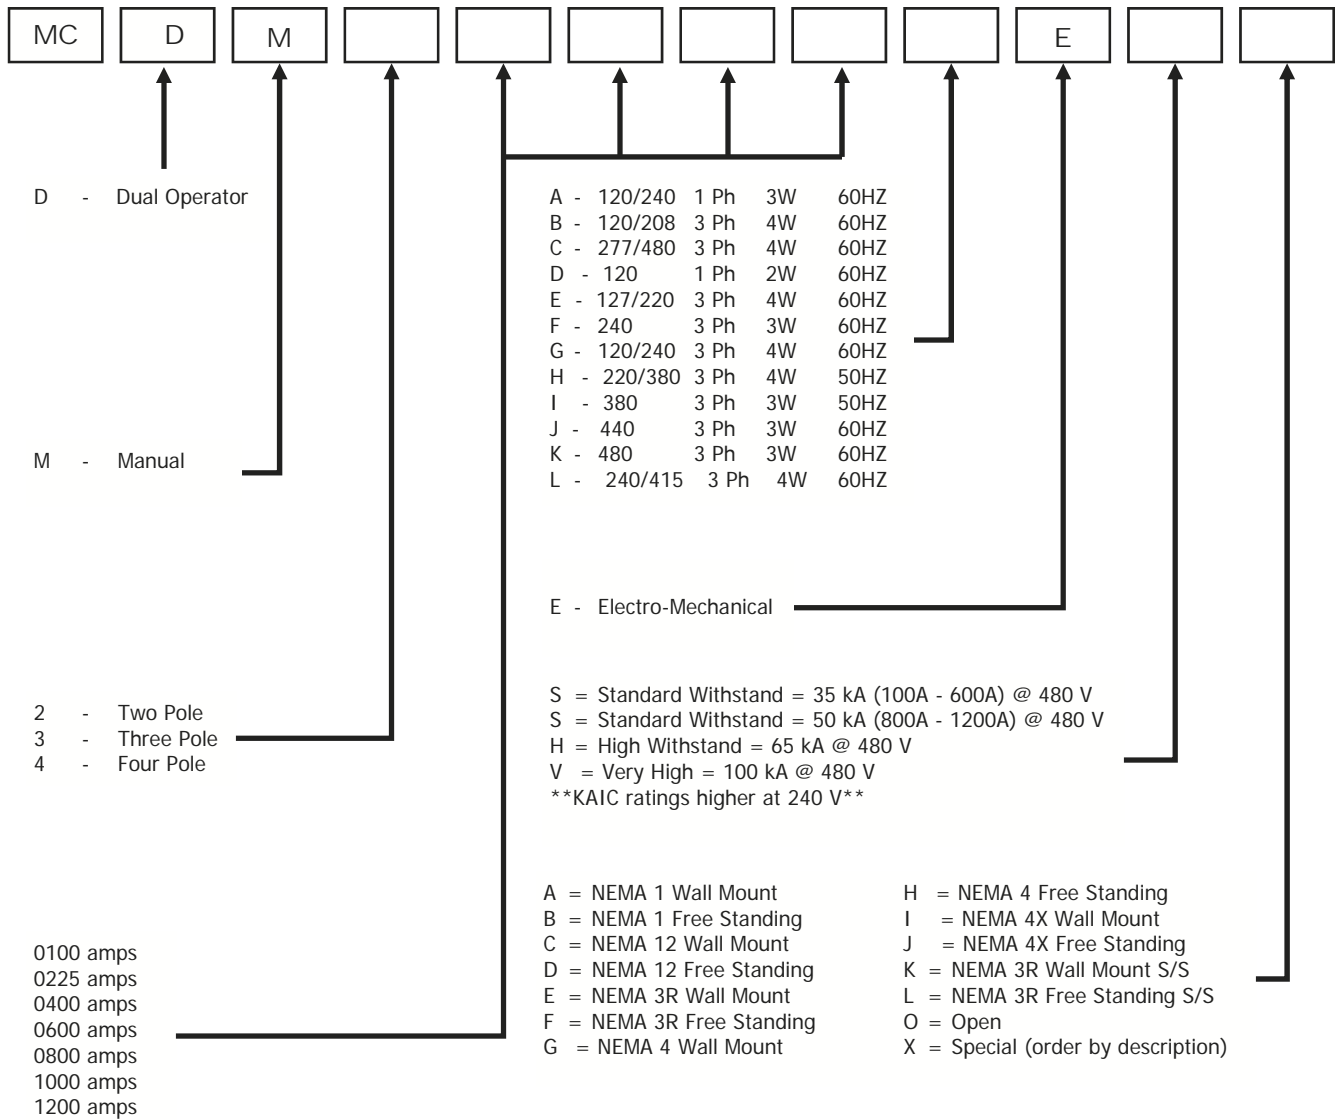 MC D M E
D - Dual Operator
A - 120/240 1 Ph 3W 60HZ
B - 120/208 3 Ph 4W 60HZ
C - 277/480 3 Ph 4W 60HZ
D - 120 1 Ph 2W 60HZ
E - 127/220 3 Ph 4W 60HZ
F - 240 3 Ph 3W 60HZ
G - 120/240 3 Ph 4W 60HZ
H - 220/380 3 Ph 4W 50HZ
I - 380 3 Ph 3W 50HZ
J - 440 3 Ph 3W 60HZ
K - 480 3 Ph 3W 60HZ
L - 240/415 3 Ph 4W 60HZ
M - Manual
E - Electro-Mechanical
2 - Two Pole
3 - Three Pole
4 - Four Pole
S = Standard Withstand = 35 kA (100A - 600A) @ 480 V
S = Standard Withstand = 50 kA (800A - 1200A) @ 480 V
H = High Withstand = 65 kA @ 480 V
V = Very High = 100 kA @ 480 V
**KAIC ratings higher at 240 V**
0100 amps
0225 amps
0400 amps
0600 amps
0800 amps
1000 amps
1200 amps
A = NEMA 1 Wall Mount
B = NEMA 1 Free Standing
C = NEMA 12 Wall Mount
D = NEMA 12 Free Standing
E = NEMA 3R Wall Mount
F = NEMA 3R Free Standing
G = NEMA 4 Wall Mount
H = NEMA 4 Free Standing
I = NEMA 4X Wall Mount
J = NEMA 4X Free Standing
K = NEMA 3R Wall Mount S/S
L = NEMA 3R Free Standing S/S
O = Open
X = Special (order by description)